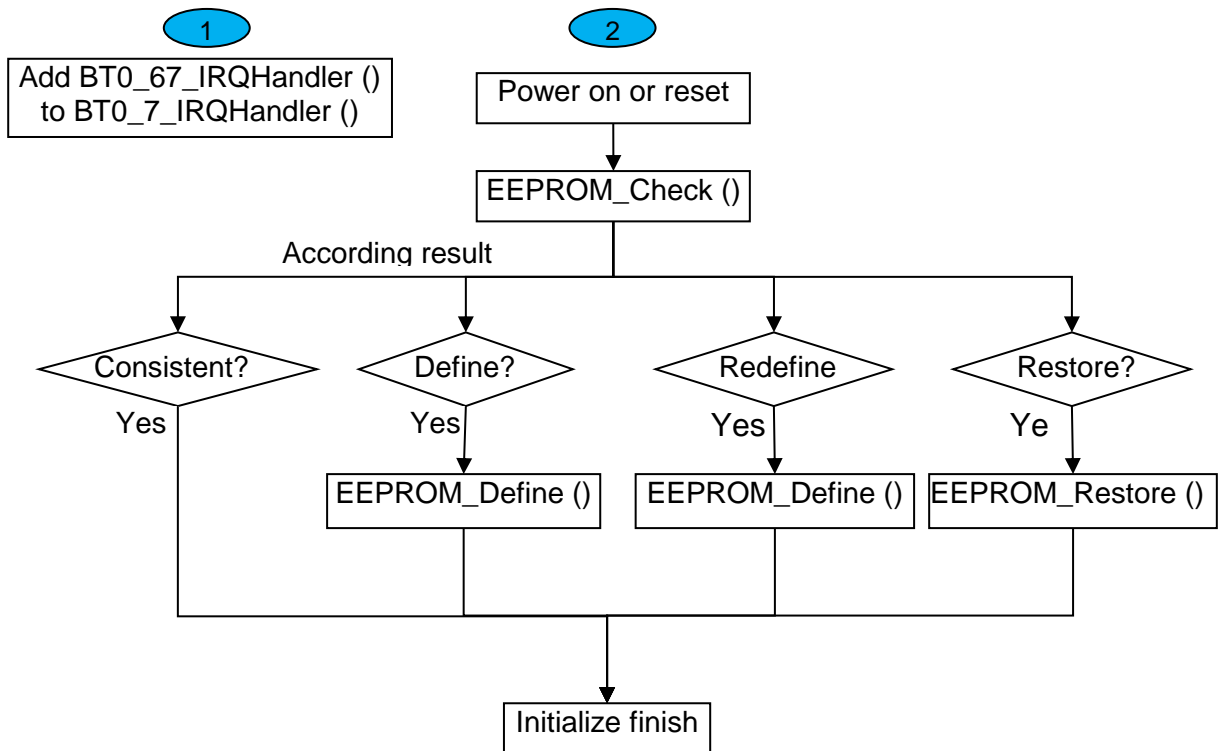 1
2
Add BT0_67_IRQHandler ()
to BT0_7_IRQHandler ()
Power on or reset
EEPROM_Check ()
According result
Consistent?
Define?
Redefine
Restore?
Yes
Yes
Yes
Ye
EEPROM_Define ()
EEPROM_Define ()
EEPROM_Restore ()
Initialize finish